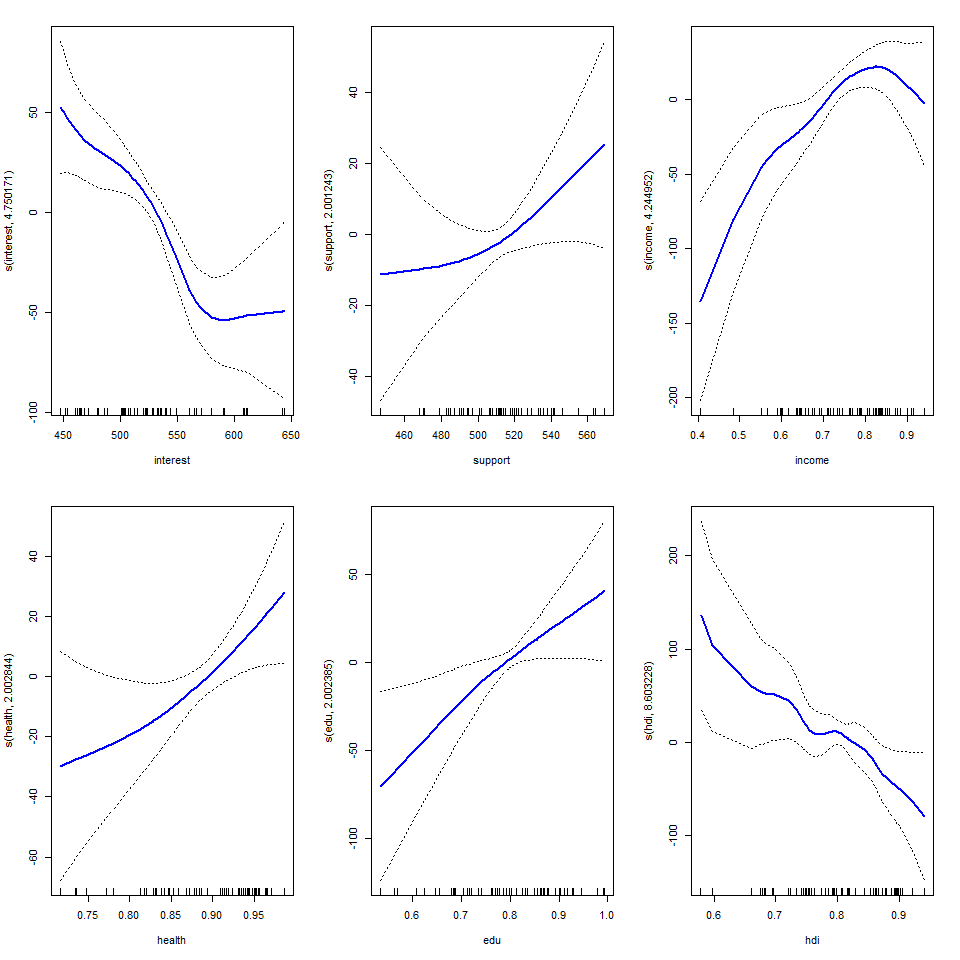 s(interest, 4.750171)
50
0
-50
-100
450 500 550 600 650
interest
s(support, 2.001243)
40
20
0
-20
-40
460 480 500 520 540 560
support
s(income, 4.244952)
0
-50
-100
-150
-200
0.4 0.5 0.6 0.7 0.8 0.9
income
s(health, 2.002844)
40
20
0
-20
-40
-60
0.75 0.80 0.85 0.90 0.95
health
s(edu, 2.002385)
50
0
-50
-100
0.6 0.7 0.8 0.9 1.0
edu
s(hdi, 8.603228)
200
100
0
-100
0.6 0.7 0.8 0.9
hdi